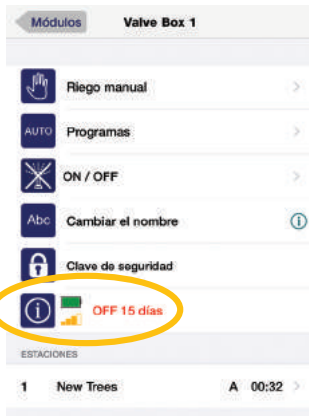 Módulos Valve Box 1
Riego manual
AUTO Programas
ON / OFF
Abc Cambiar el nombre
Clave de seguridad
OFF 15 días
ESTACIONES
1 New Trees A 00:32